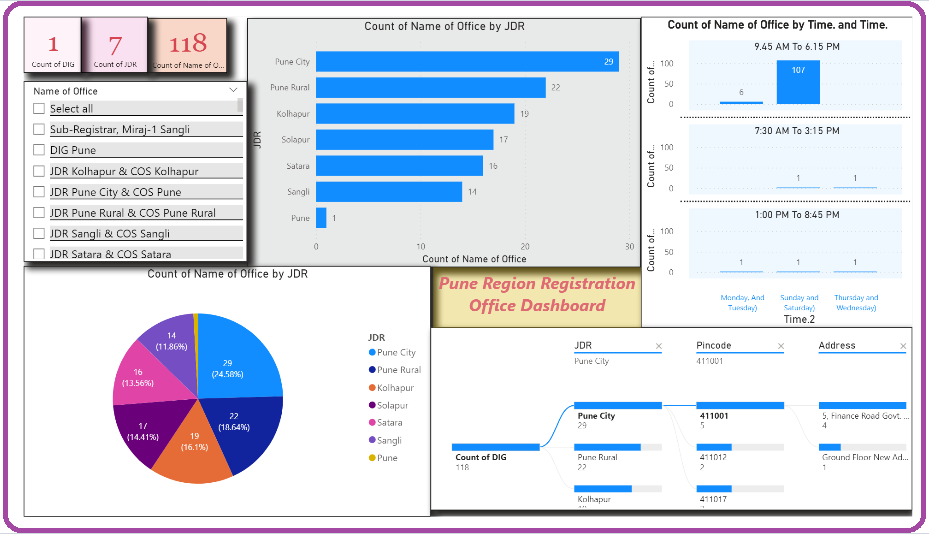 1
Count of DIG
7
Count of JDR
118
Count of Name of O...
Name of Office
Select all
Sub-Registrar, Miraj-1 Sangli
DIG Pune
JDR Kolhapur & COS Kolhapur
JDR Pune City & COS Pune
JDR Pune Rural & COS Pune Rural
JDR Sangli & COS Sangli
JDR Satara & COS Satara
Count of Name of Office by JDR
JDR
Pune City
29
Pune Rural
22
Kolhapur
19
Solapur
17
Satara
16
Sangli
14
Pune
1
0 10 20 30
Count of Name of Office
Count of Name of Office by Time. and Time.
9.45 AM To 6.15 PM
Count of...
100
50
0
6
107
7:30 AM To 3:15 PM
Count of...
100
50
0
1
1
1:00 PM To 8:45 PM
Count of...
100
50
0
1
1
1
Monday, And
Tuesday)
Sunday and
Saturday)
Thursday and
Wednesday)
Time.2
Count of Name of Office by JDR
29
(24.58%)
22
(18.64%)
19
(16.1%)
17
(14.41%)
16
(13.56%)
14
(11.86%)
JDR
Pune City
Pune Rural
Kolhapur
Solapur
Satara
Sangli
Pune
Pune Region Registration
Office Dashboard
JDR
Pune City
Pincode
411001
Address
Count of DIG
118
Pune City
29
Pune Rural
22
Kolhapur
411001
5
411012
2
411017
5, Finance Road Govt. ...
4
Ground Floor New Ad...
1